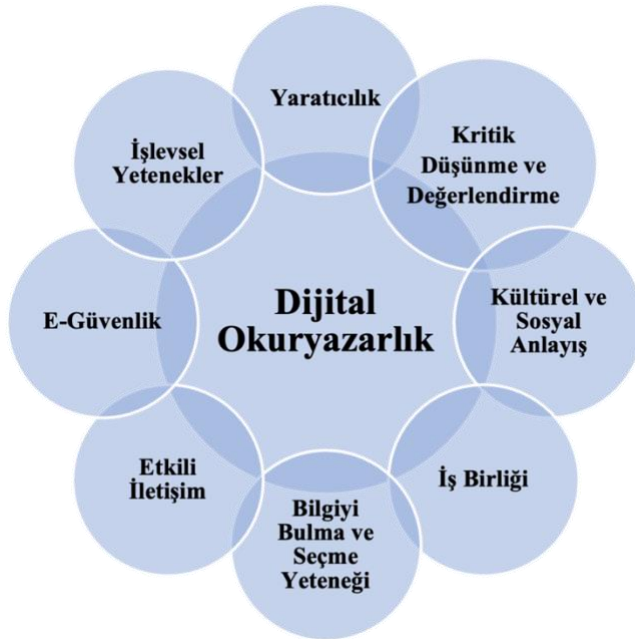 Yaratıcılık
Kritik
Düşünme ve
Değerlendirme
Kültürel ve
Sosyal
Anlayış
İş Birliği
Bilgiyi
Bulma ve
Seçme
Yeteneği
Etkili
İletişim
E-Güvenlik
İşlevsel
Yetenekler
Dijital
Okuryazarlık